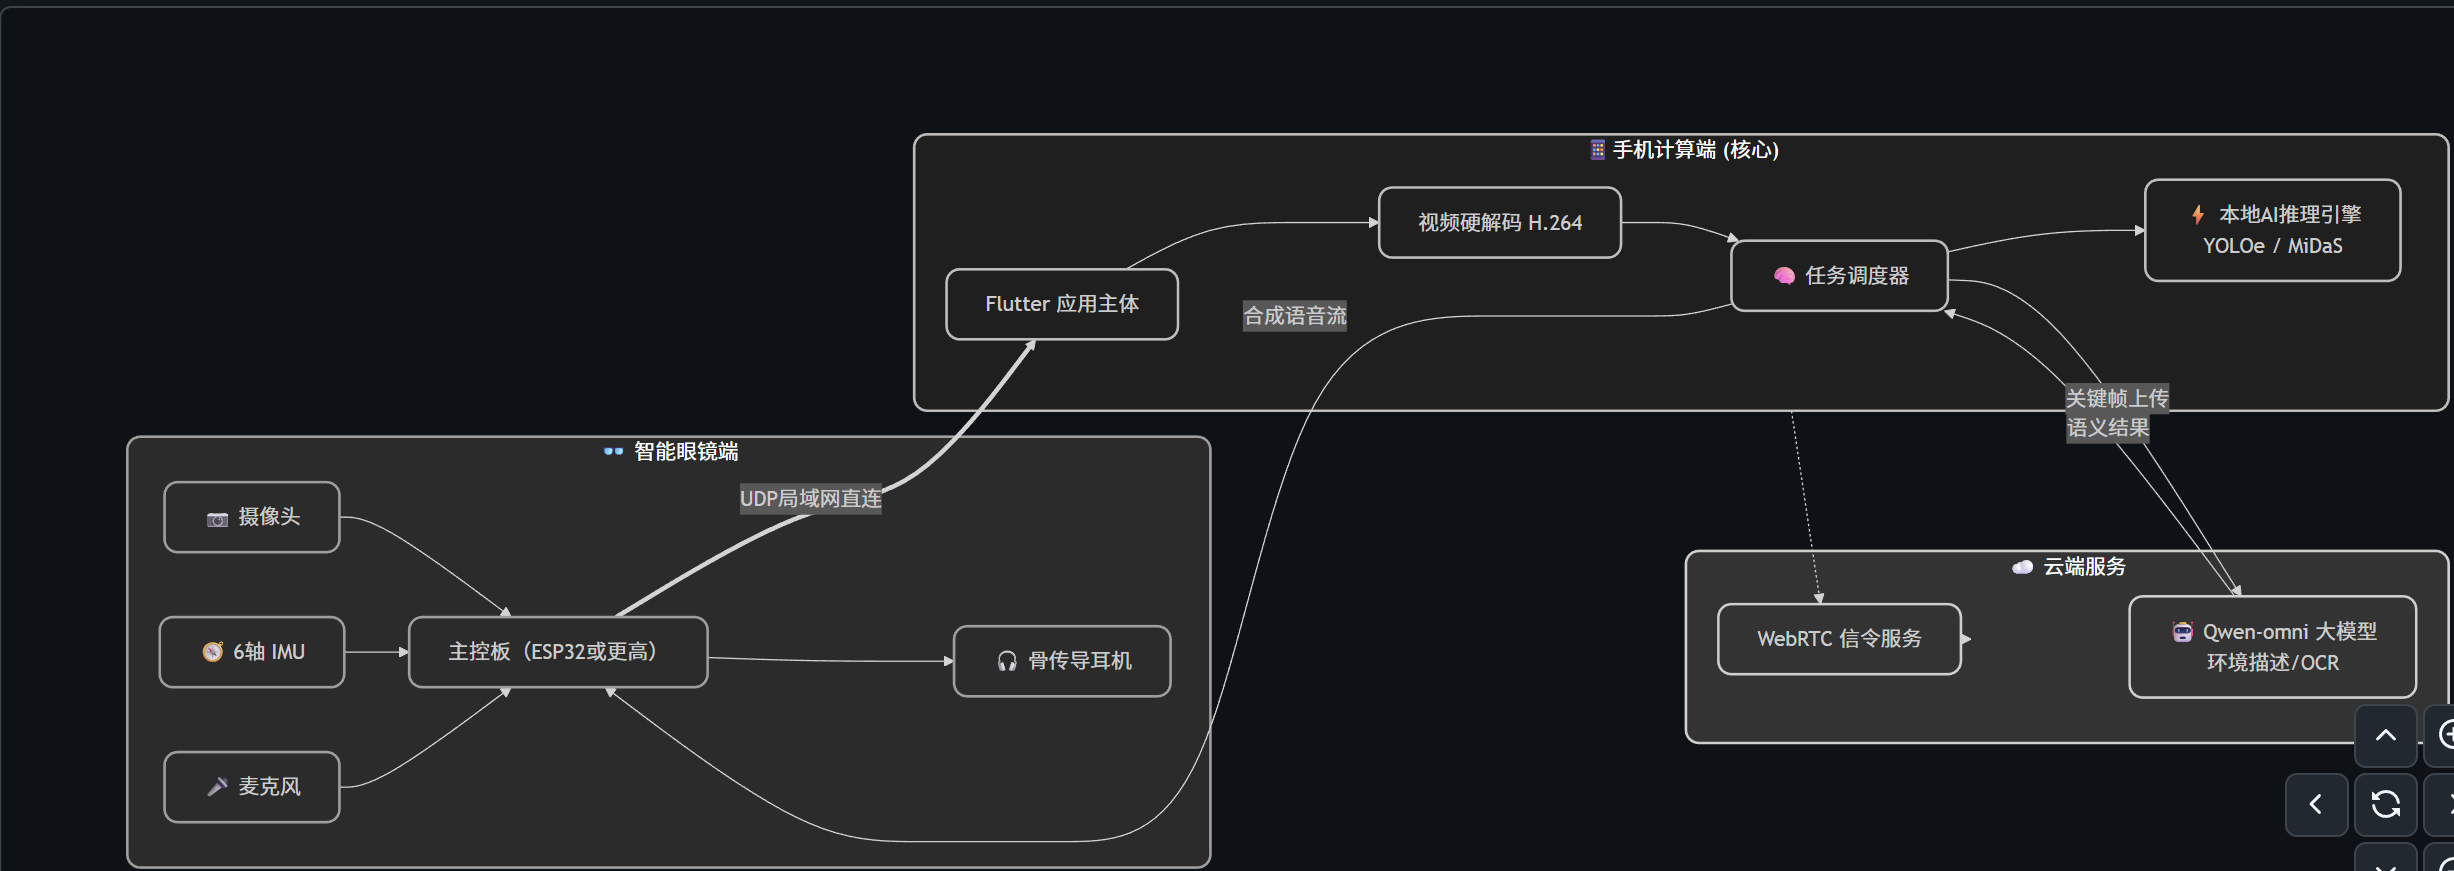 手机计算端 (核心)
视频硬解码 H.264
本地AI推理引擎
YOLOe / MiDaS
任务调度器
Flutter 应用主体
合成语音流
关键帧上传
语义结果
智能眼镜端
UDP局域网直连
摄像头
6轴 IMU
主控板（ESP32或更高）
骨传导耳机
麦克风
云端服务
WebRTC 信令服务
Qwen-omni 大模型
环境描述/OCR